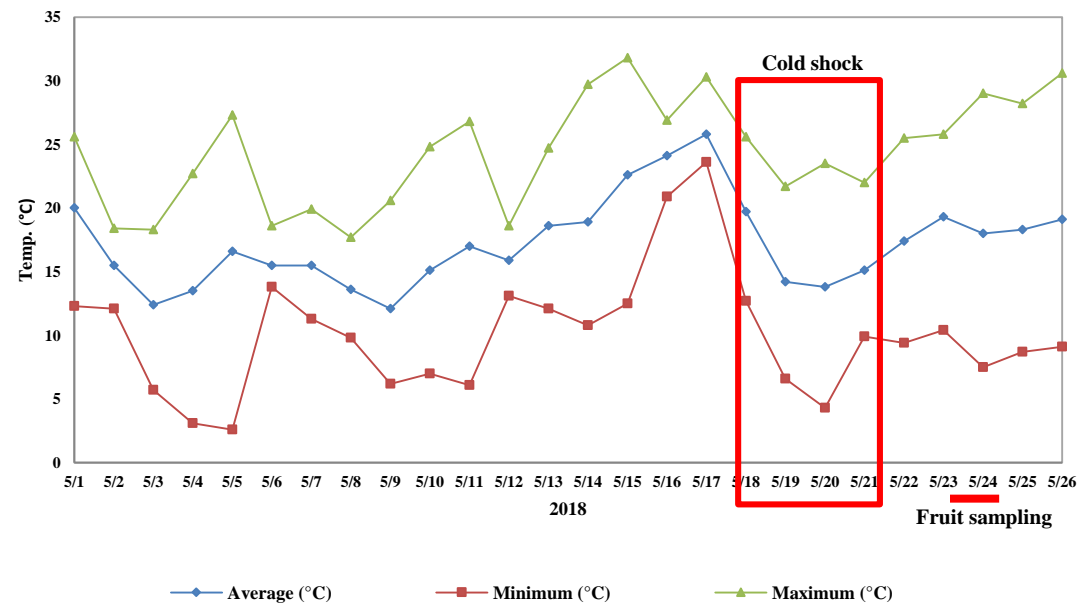 35
30
25
20
15
10
5
0
Temp. (℃)
Cold shock
5/1 5/2 5/3 5/4 5/5 5/6 5/7 5/8 5/9 5/10 5/11 5/12 5/13 5/14 5/15 5/16 5/17 5/18 5/19 5/20 5/21 5/22 5/23 5/24 5/25 5/26
2018
Fruit sampling
Average (°C) Minimum (°C) Maximum (°C)